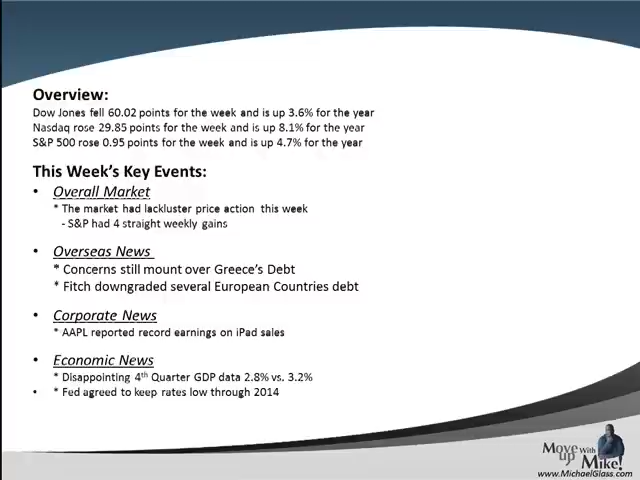 Overview:
Dow Jones fell 60.02 points for the week and is up 3.6% for the year
Nasdaq rose 29.85 points for the week and is up 8.1% for the year
S&P 500 rose 0.95 points for the week and is up 4.7% for the year
This Week's Key Events:
• Overall Market
* The market had lackluster price action this week
- S&P had 4 straight weekly gains
• Overseas News
* Concerns still mount over Greece's Debt
* Fitch downgraded several European Countries debt
• Corporate News
* AAPL reported record earnings on iPad sales
• Economic News
* Disappointing 4th Quarter GDP data 2.8% vs. 3.2%
• * Fed agreed to keep rates low through 2014
Move up With Mike!
www.MichaelGlass.com